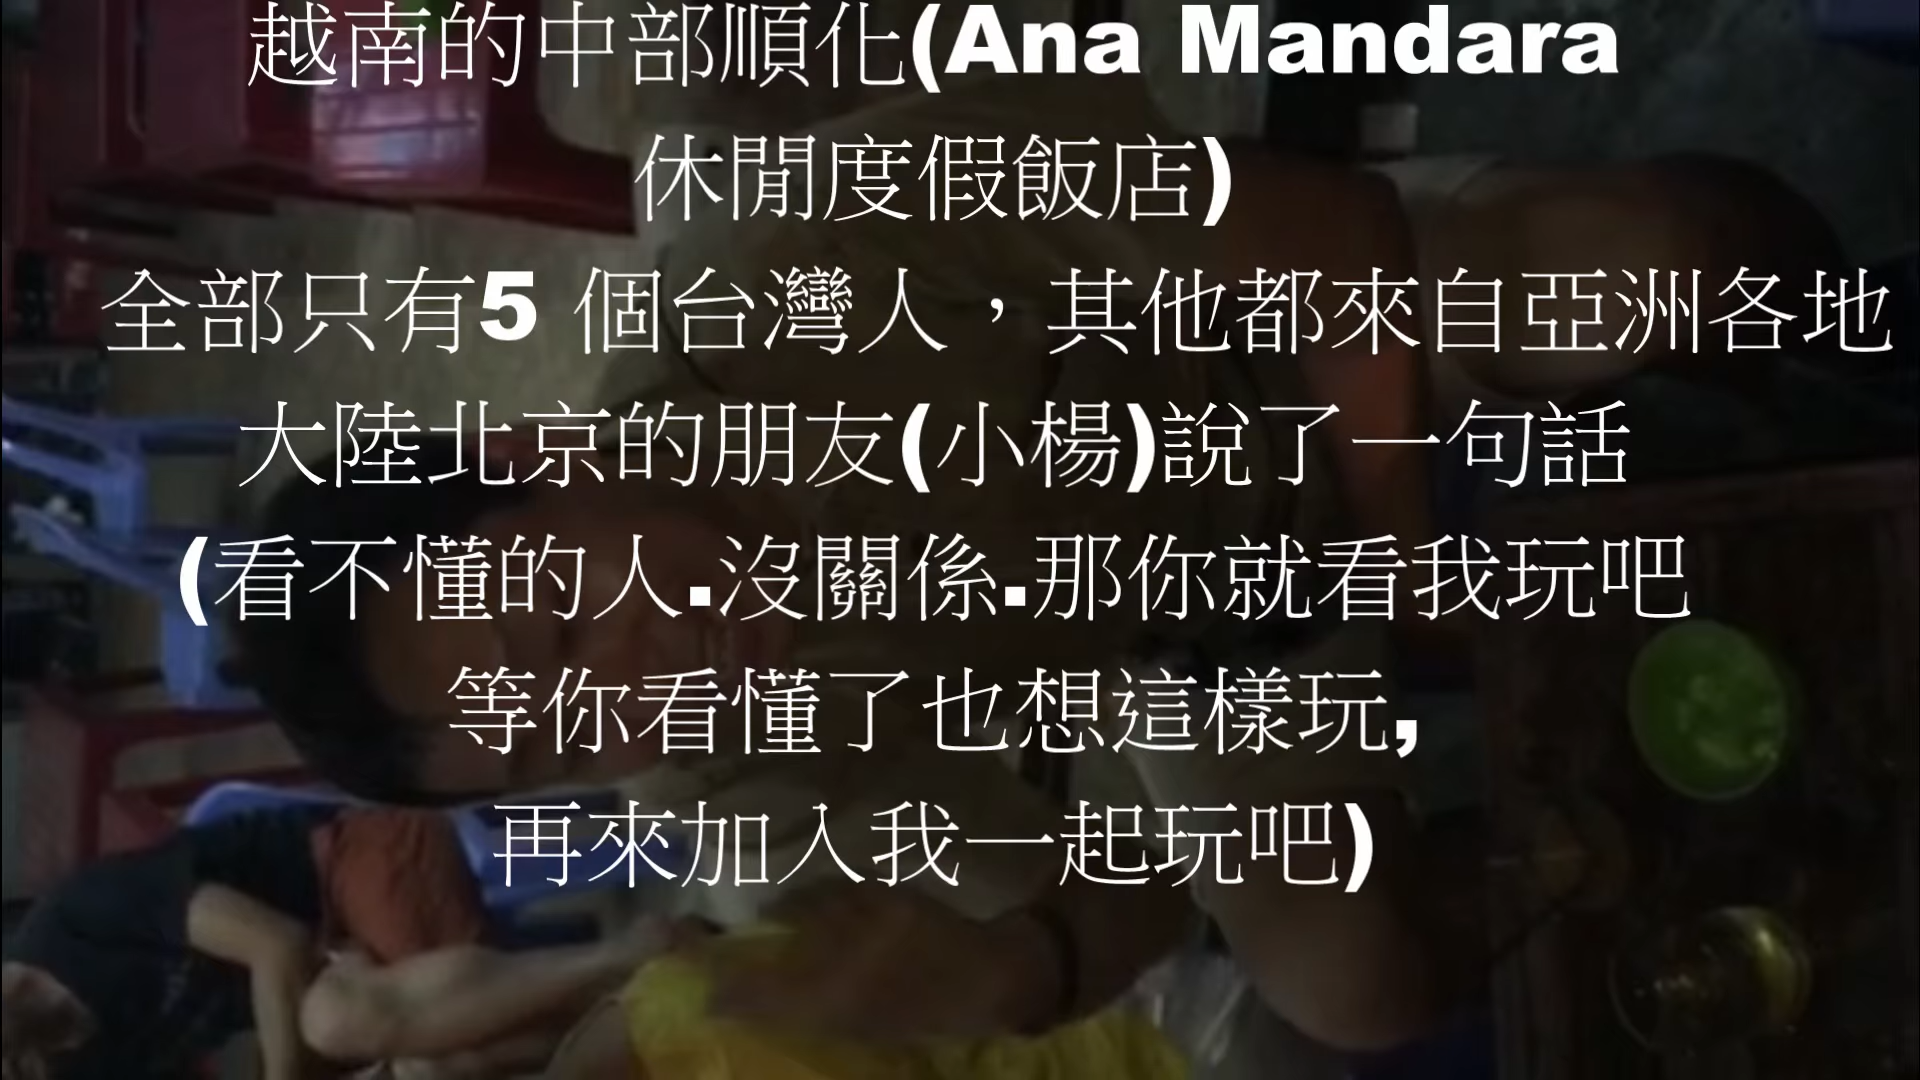 越南的中部順化(Ana Mandara
休閒度假飯店)
全部只有5 個台灣人，其他都來自亞洲各地
大陸北京的朋友(小楊)說了一句話
(看不懂的人.沒關係.那你就看我玩吧
等你看懂了也想這樣玩,
再來加入我一起玩吧)